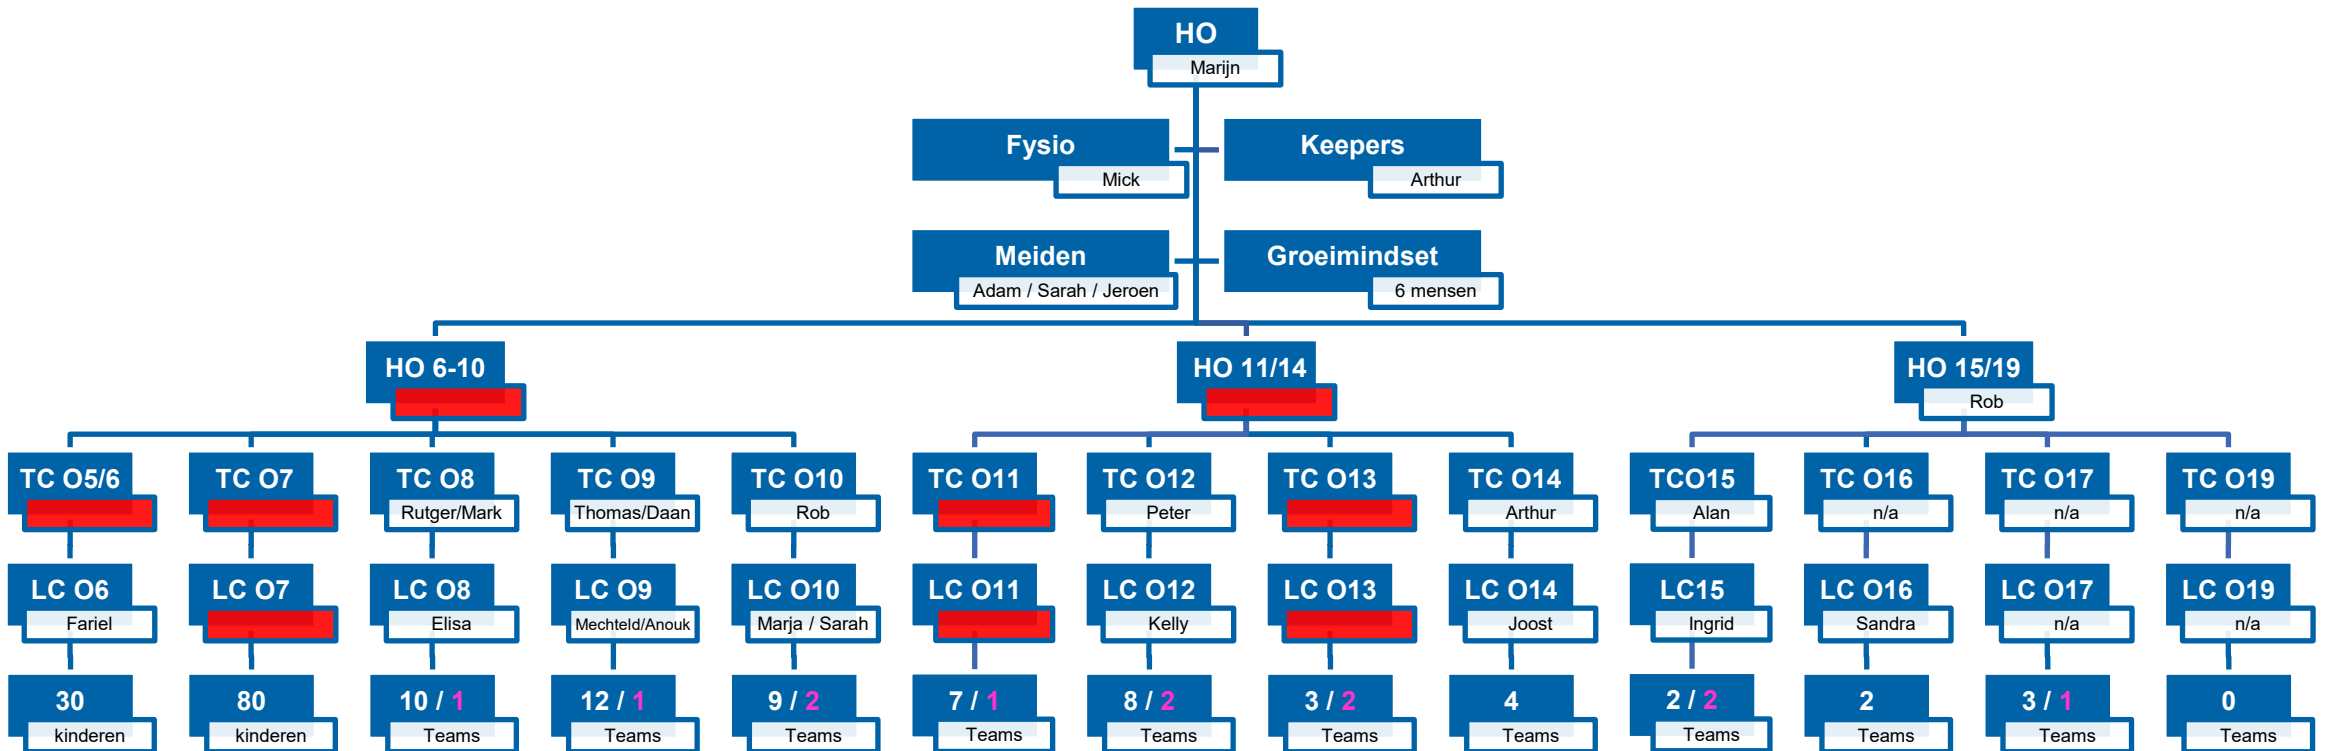 HO
Marijn
Fysio
Keepers
Mick
Arthur
Meiden
Groeimindset
Adam / Sarah / Jeroen
6 mensen
HO 6-10
HO 11/14
HO 15/19
Rob
TC O5/6
TC O7
TC O8
TC O9
TC O10
TC O11
TC O12
TC O13
TC O14
TCO15
TC O16
TC O17
TC O19
Rutger/Mark
Thomas/Daan
Rob
Peter
Arthur
Alan
n/a
n/a
n/a
LC O6
LC O7
LC O8
LC O9
LC O10
LC O11
LC O12
LC O13
LC O14
LC15
LC O16
LC O17
LC O19
Fariel
Elisa
Mechteld/Anouk
Marja / Sarah
Kelly
Joost
Ingrid
Sandra
n/a
n/a
30
80
10 / 1
12 / 1
9 / 2
7 / 1
8 / 2
3 / 2
4
2 / 2
2
3 / 1
0
kinderen
kinderen
Teams
Teams
Teams
Teams
Teams
Teams
Teams
Teams
Teams
Teams
Teams